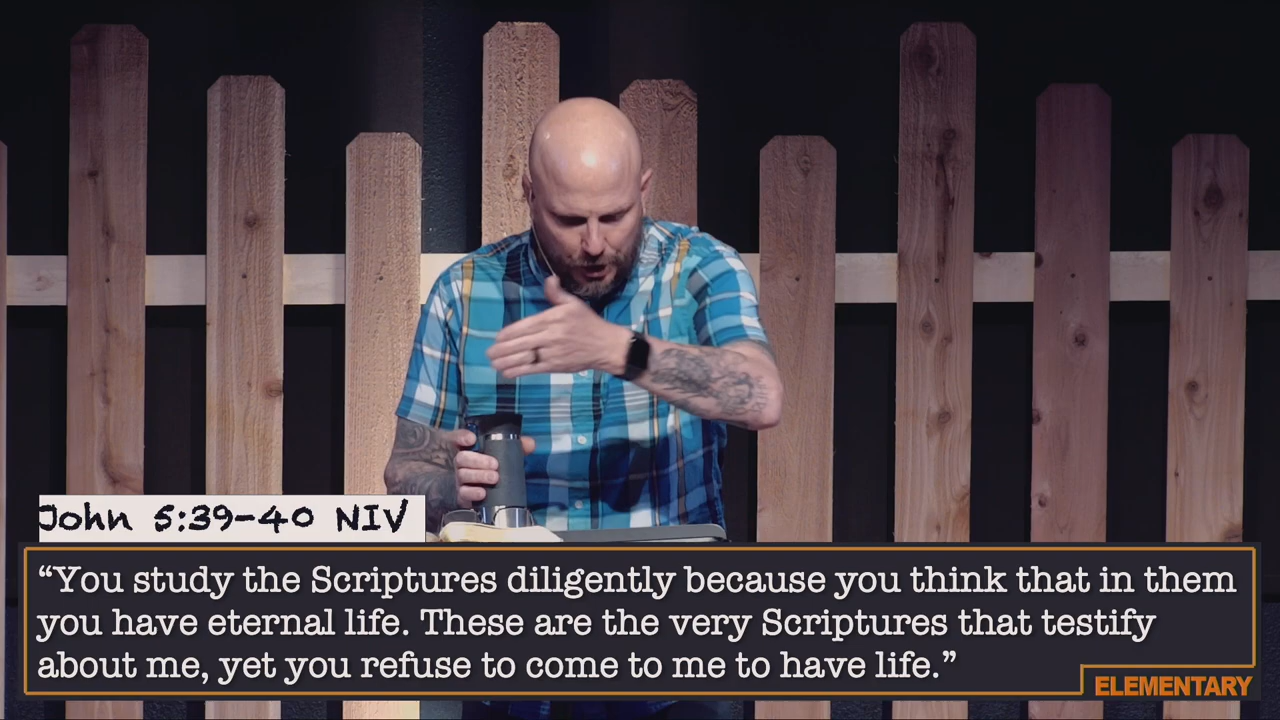 John 5:39-40 NIV
“You study the Scriptures diligently because you think that in them
you have eternal life. These are the very Scriptures that testify
about me, yet you refuse to come to me to have life.”
ELEMENTARY